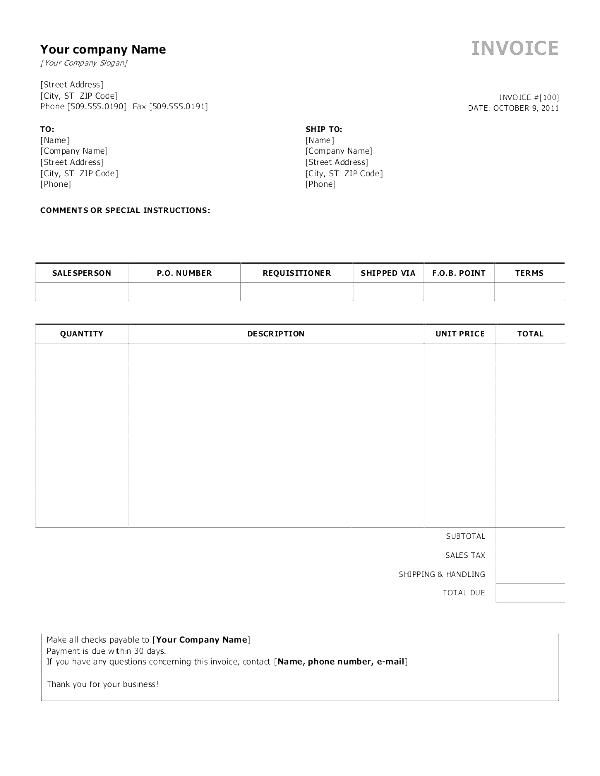 Your company Name
INVOICE
[Your Company Slogan]
[Street Address]
[City, ST ZIP Code]
Phone [509.555.0190] Fax [509.555.0191]
INVOICE #[100]
DATE: OCTOBER 9, 2011
TO:
[Name]
[Company Name]
[Street Address]
[City, ST ZIP Code]
[Phone]
SHIP TO:
[Name]
[Company Name]
[Street Address]
[City, ST ZIP Code]
[Phone]
COMMENTS OR SPECIAL INSTRUCTIONS:
SALESPERSON P.O. NUMBER REQUISITIONER SHIPPED VIA F.O.B. POINT TERMS
QUANTITY DESCRIPTION UNIT PRICE TOTAL
SUBTOTAL
SALES TAX
SHIPPING & HANDLING
TOTAL DUE
Make all checks payable to [Your Company Name]
Payment is due within 30 days.
If you have any questions concerning this invoice, contact [Name, phone number, e-mail]
Thank you for your business!